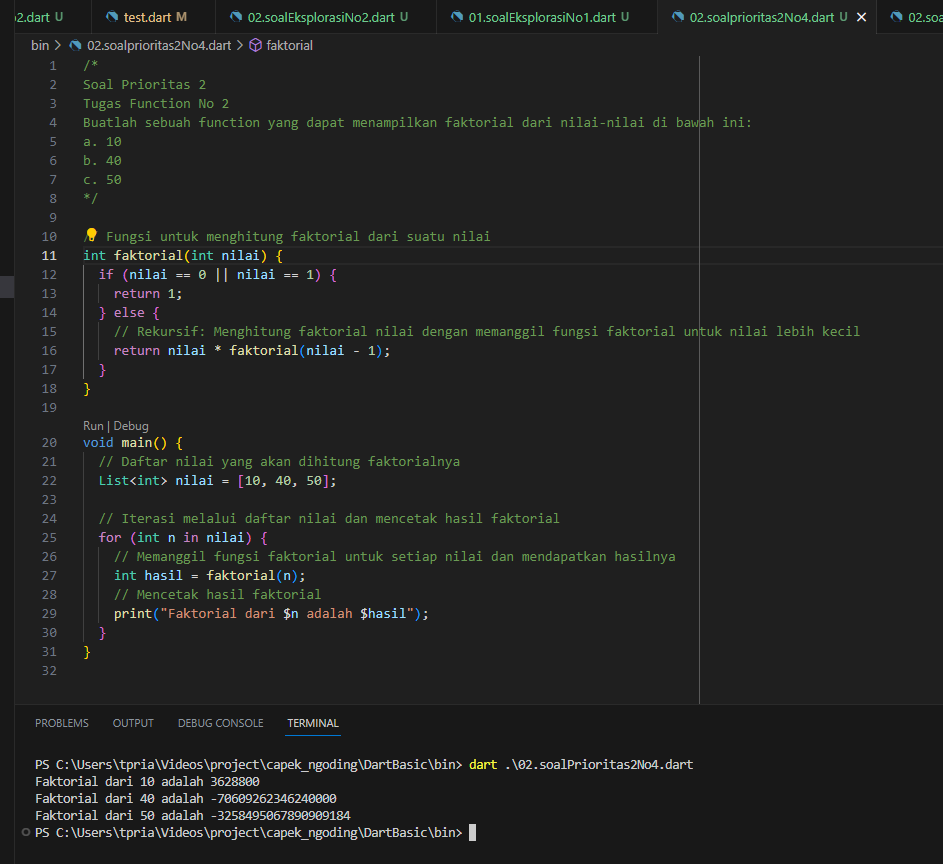 2.dart U test.dart M 02.soalEksplorasiNo2.dart U 01.soalEksplorasiNo1.dart U 02.soalprioritas2No4.dart U 02.soa
bin > 02.soalprioritas2No4.dart > faktorial
1 /*
2 Soal Prioritas 2
3 Tugas Function No 2
4 Buatlah sebuah function yang dapat menampilkan faktorial dari nilai-nilai di bawah ini:
5 a. 10
6 b. 40
7 c. 50
8 */
9
10 // Fungsi untuk menghitung faktorial dari suatu nilai
11 int faktorial(int nilai) {
12 if (nilai == 0 || nilai == 1) {
13 return 1;
14 } else {
15 // Rekursif: Menghitung faktorial nilai dengan memanggil fungsi faktorial untuk nilai lebih kecil
16 return nilai * faktorial(nilai - 1);
17 }
18 }
19
Run | Debug
20 void main() {
21 // Daftar nilai yang akan dihitung faktorialnya
22 List<int> nilai = [10, 40, 50];
23
24 // Iterasi melalui daftar nilai dan mencetak hasil faktorial
25 for (int n in nilai) {
26 // Memanggil fungsi faktorial untuk setiap nilai dan mendapatkan hasilnya
27 int hasil = faktorial(n);
28 // Mencetak hasil faktorial
29 print("Faktorial dari $n adalah $hasil");
30 }
31 }
32
PROBLEMS OUTPUT DEBUG CONSOLE TERMINAL
PS C:\Users\tpria\Videos\project\capek_ngoding\DartBasic\bin> dart .\02.soalPrioritas2No4.dart
Faktorial dari 10 adalah 3628800
Faktorial dari 40 adalah -70609262346240000
Faktorial dari 50 adalah -3258495067890909184
PS C:\Users\tpria\Videos\project\capek_ngoding\DartBasic\bin>